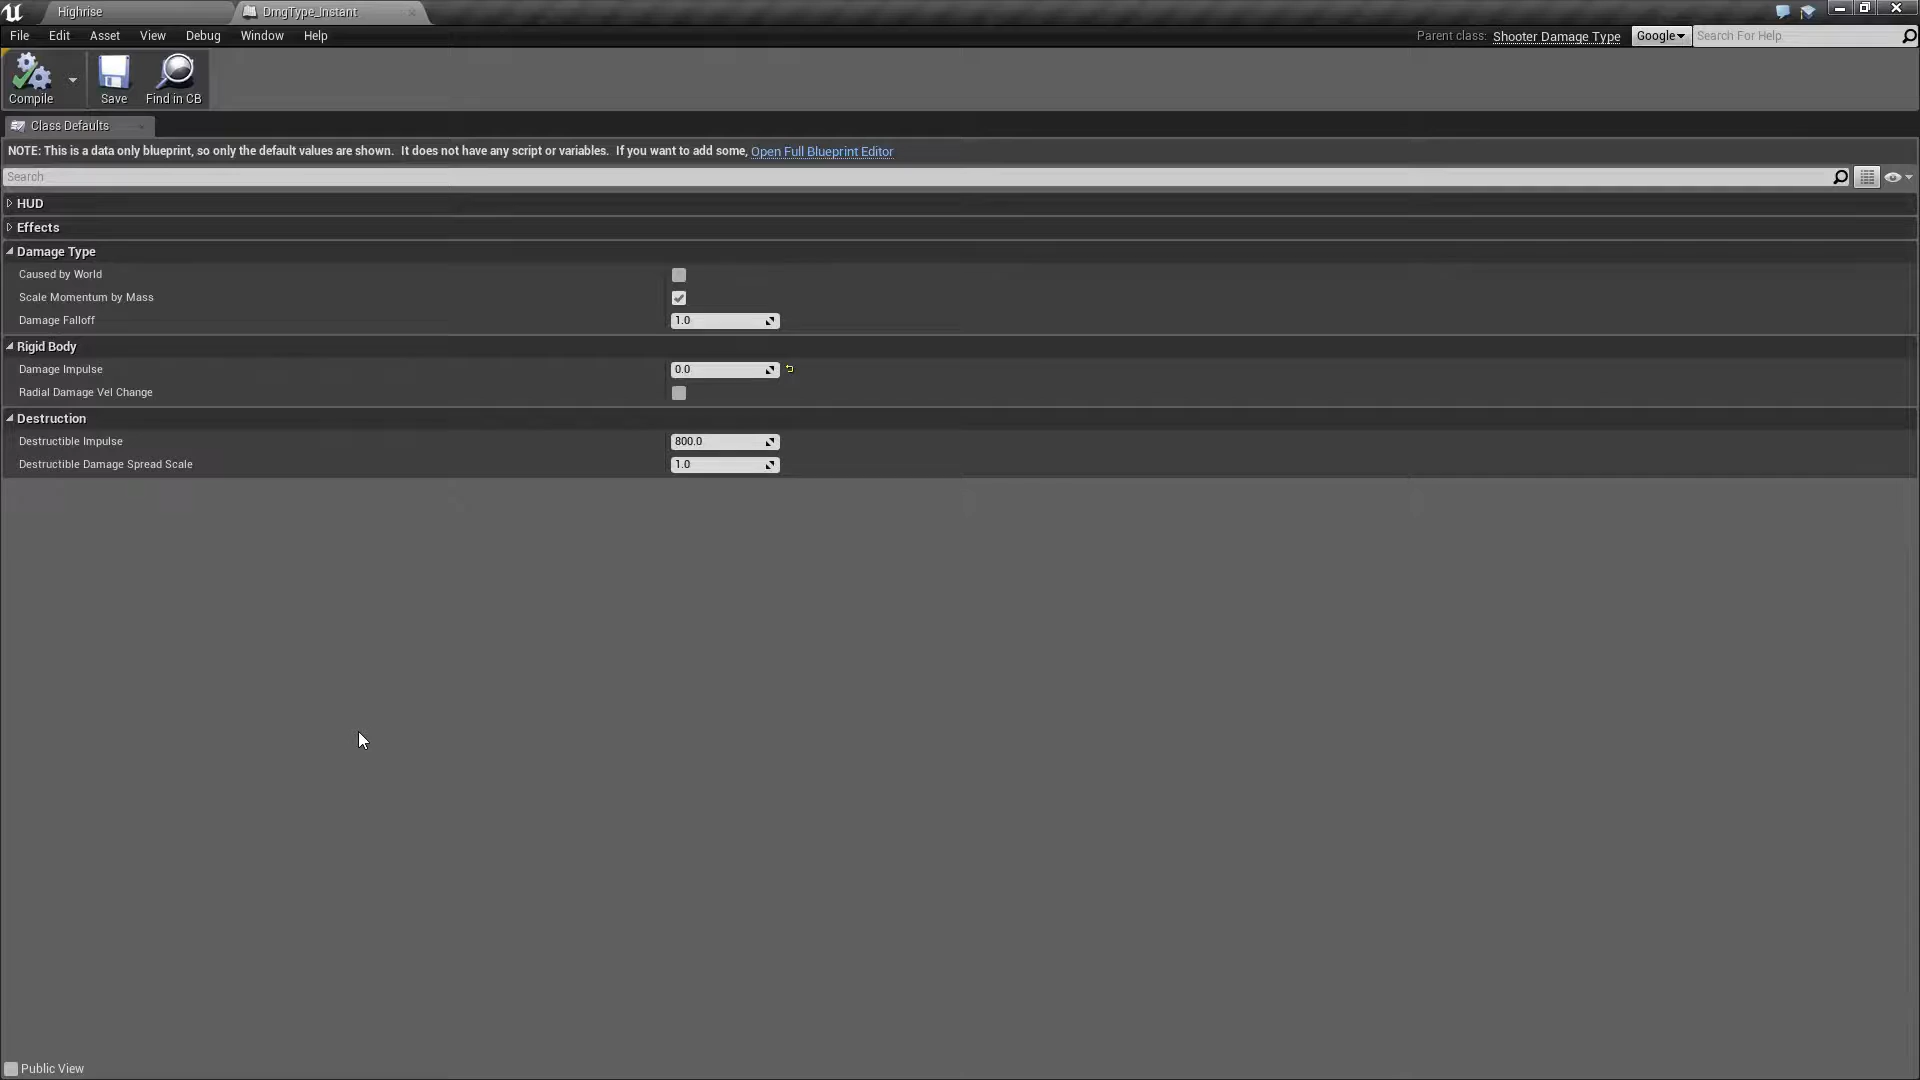 Highrise
DmgType_Instant
File Edit Asset View Debug Window Help
Parent class: Shooter Damage Type Google Search For Help
Compile Save Find in CB
Class Defaults
NOTE: This is a data only blueprint, so only the default values are shown. It does not have any script or variables. If you want to add some, Open Full Blueprint Editor
Search
HUD
Effects
Damage Type
Caused by World
Scale Momentum by Mass
Damage Falloff 1.0
Rigid Body
Damage Impulse 0.0
Radial Damage Vel Change
Destruction
Destructible Impulse 800.0
Destructible Damage Spread Scale 1.0
Public View